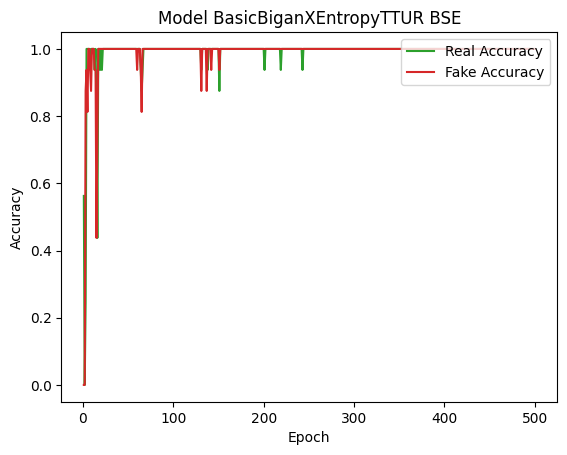 Model BasicBiganXEntropyTTUR BSE
Real Accuracy
Fake Accuracy
Accuracy
1.0
0.8
0.6
0.4
0.2
0.0
0 100 200 300 400 500
Epoch